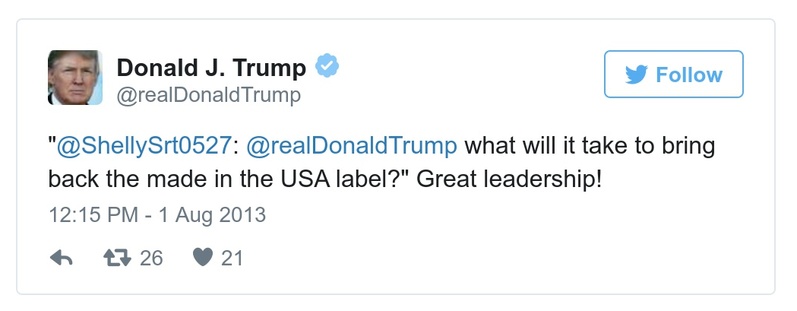 Donald J. Trump
@realDonaldTrump
Follow
"@ShellySrt0527: @realDonaldTrump what will it take to bring
back the made in the USA label?" Great leadership!
12:15 PM - 1 Aug 2013
26 21